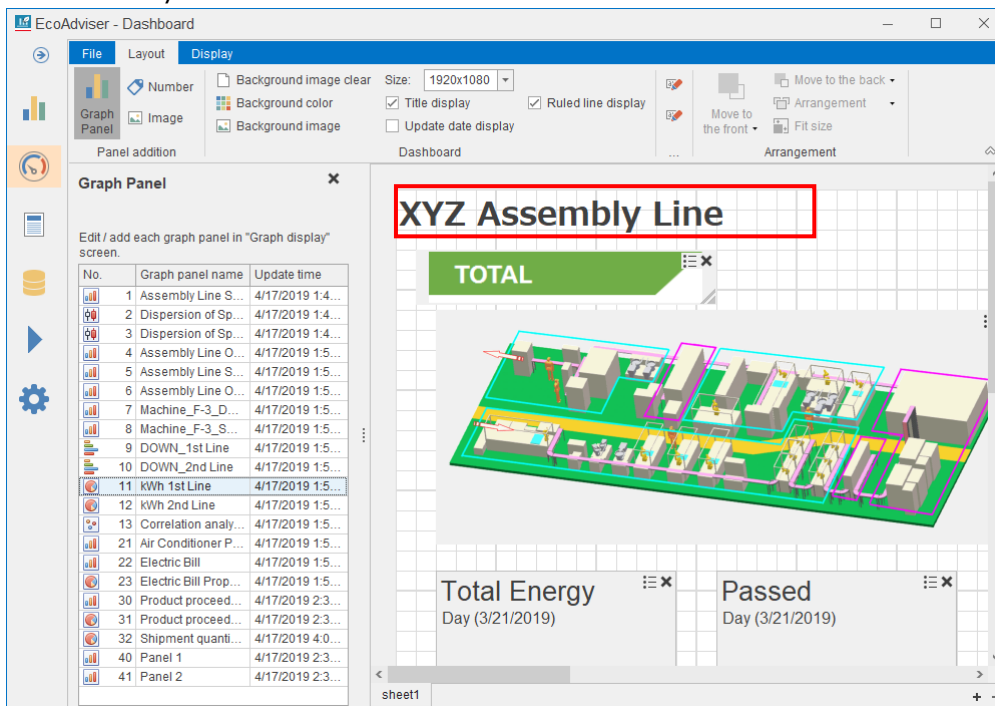 EcoAdviser - Dashboard
File Layout Display
Graph Panel
Number
Image
Panel addition
Background image clear
Background color
Background image
Size: 1920x1080
Title display Ruled line display
Update date display
Dashboard
...
Move to the front
Move to the back
Arrangement
Fit size
Arrangement
Graph Panel
Edit / add each graph panel in "Graph display"
screen.
No. Graph panel name Update time
1 Assembly Line S... 4/17/2019 1:4...
2 Dispersion of Sp... 4/17/2019 1:4...
3 Dispersion of Sp... 4/17/2019 1:4...
4 Assembly Line O... 4/17/2019 1:5...
5 Assembly Line S... 4/17/2019 1:5...
6 Assembly Line O... 4/17/2019 1:5...
7 Machine_F-3_D... 4/17/2019 1:5...
8 Machine_F-3_S... 4/17/2019 1:5...
9 DOWN_1st Line 4/17/2019 1:5...
10 DOWN_2nd Line 4/17/2019 1:5...
11 kWh 1st Line 4/17/2019 1:5...
12 kWh 2nd Line 4/17/2019 1:5...
13 Correlation analy... 4/17/2019 1:5...
21 Air Conditioner P... 4/17/2019 1:5...
22 Electric Bill 4/17/2019 1:5...
23 Electric Bill Prop... 4/17/2019 1:5...
30 Product proceed... 4/17/2019 2:3...
31 Product proceed... 4/17/2019 2:3...
32 Shipment quanti... 4/17/2019 4:0...
40 Panel 1 4/17/2019 2:3...
41 Panel 2 4/17/2019 2:3...
XYZ Assembly Line
TOTAL
Total Energy
Day (3/21/2019)
Passed
Day (3/21/2019)
sheet1